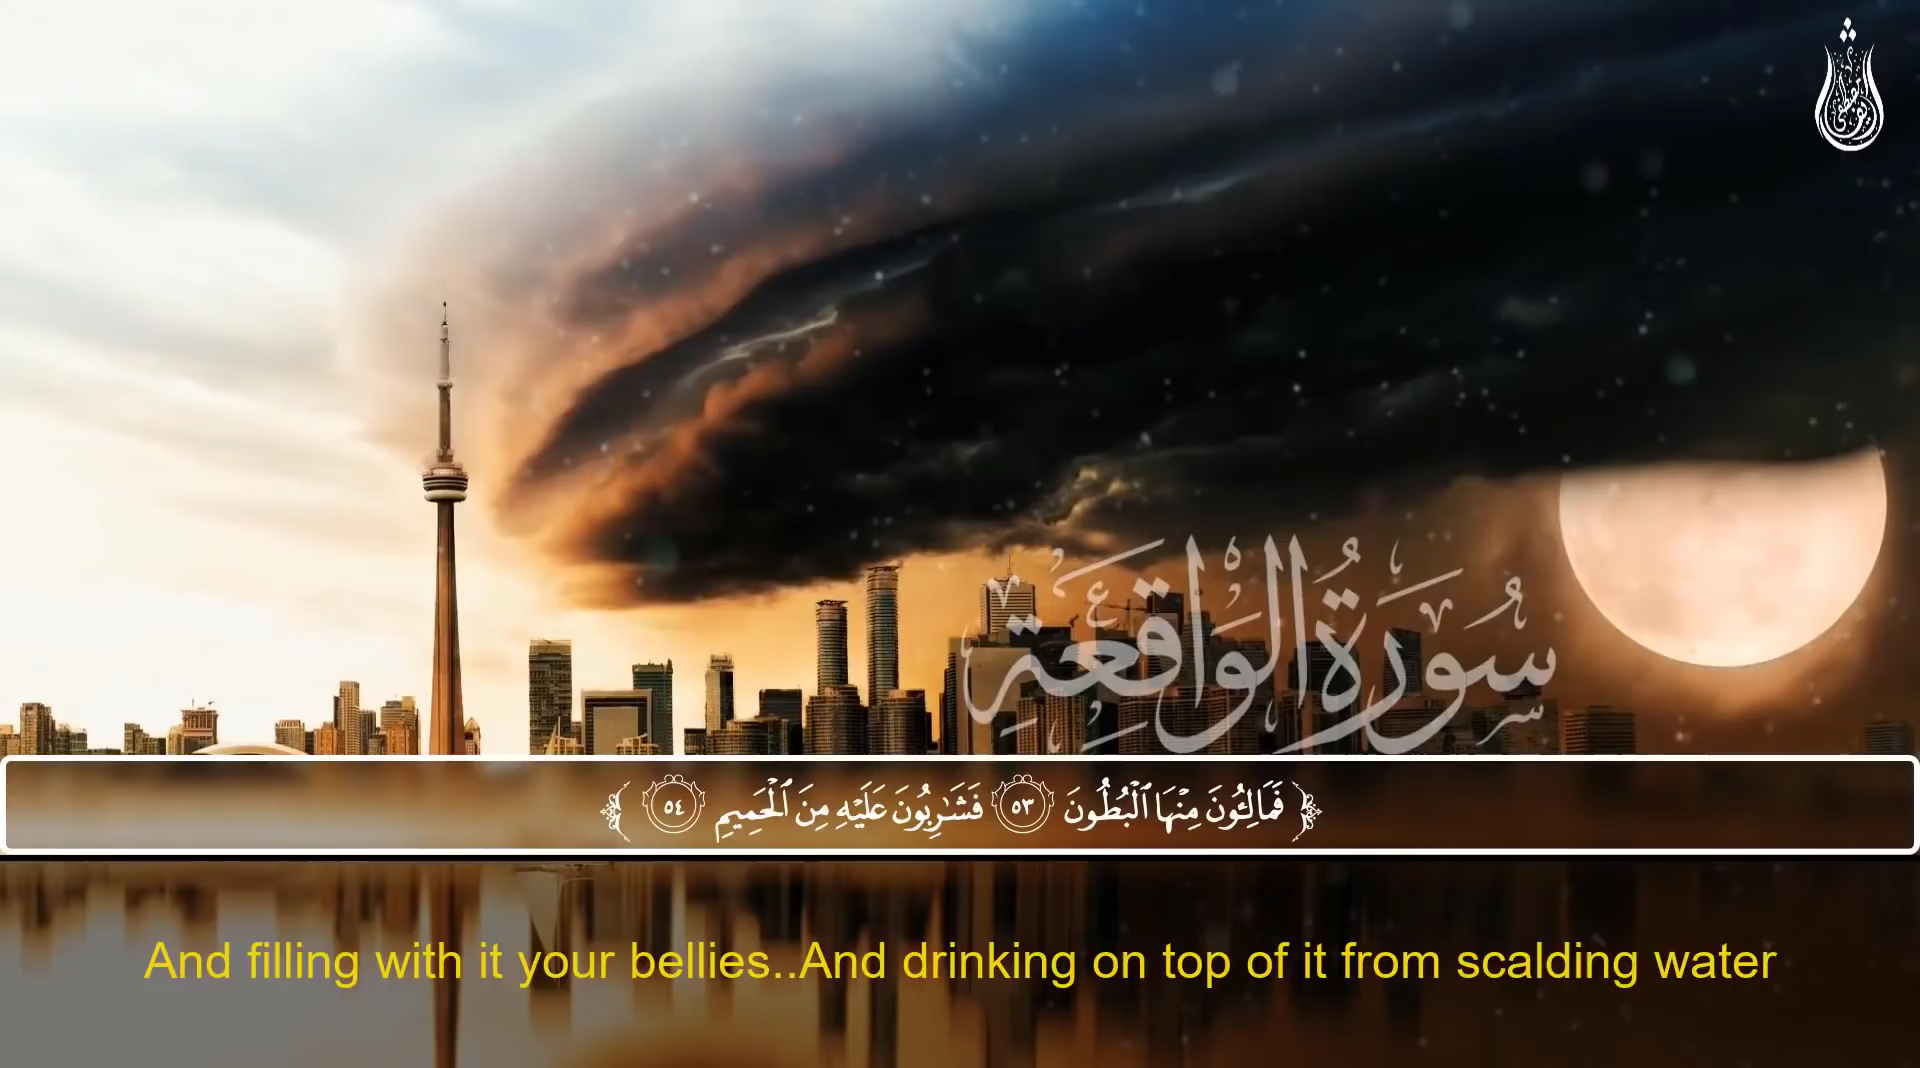 سُورَةُ الوَاقِعَةِ
﴿ فَمَالِـُٔونَ مِنْهَا ٱلْبُطُونَ ٥٣ فَشَـٰرِبُونَ عَلَيْهِ مِنَ ٱلْحَمِيمِ ٥٤ ﴾
And filling with it your bellies..And drinking on top of it from scalding water